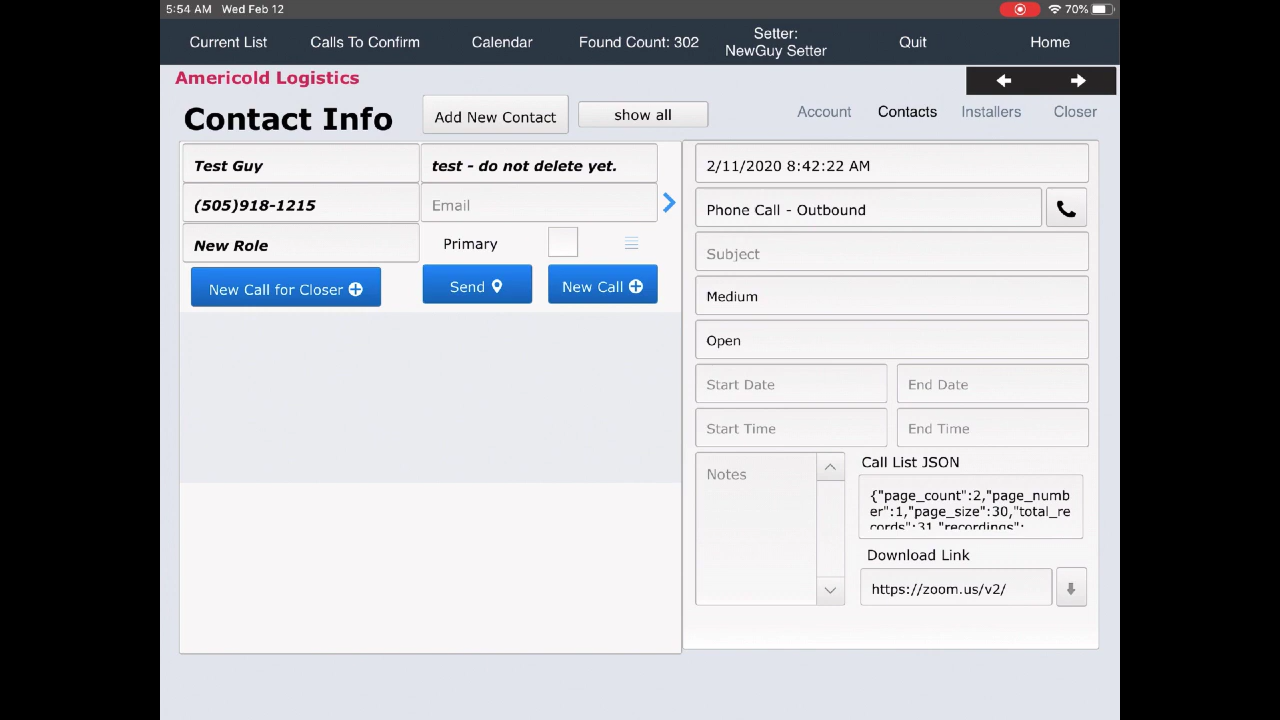 5:54 AM Wed Feb 12
70%
Current List
Calls To Confirm
Calendar
Found Count: 302
Setter:
NewGuy Setter
Quit
Home
Americold Logistics
Contact Info
Add New Contact
show all
Account
Contacts
Installers
Closer
Test Guy
test - do not delete yet.
(505)918-1215
Email
New Role
Primary
New Call for Closer
Send
New Call
2/11/2020 8:42:22 AM
Phone Call - Outbound
Subject
Medium
Open
Start Date
End Date
Start Time
End Time
Notes
Call List JSON
{"page_count":2,"page_numb
er":1,"page_size":30,"total_re
cords":31,"recordings":
Download Link
https://zoom.us/v2/